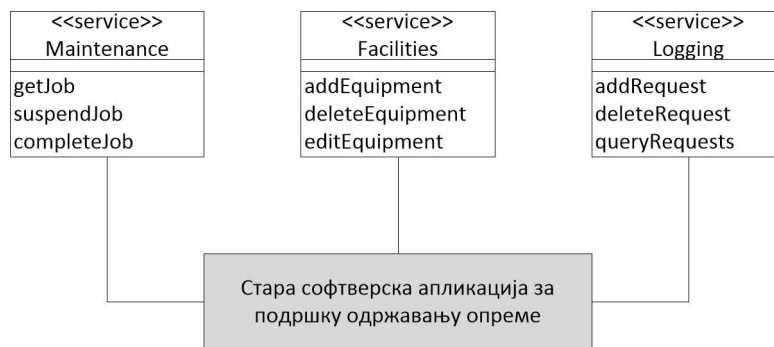 <<service>>
Maintenance
getJob
suspendJob
completeJob
<<service>>
Facilities
addEquipment
deleteEquipment
editEquipment
<<service>>
Logging
addRequest
deleteRequest
queryRequests
Стара софтверска апликација за
подршку одржавању опреме